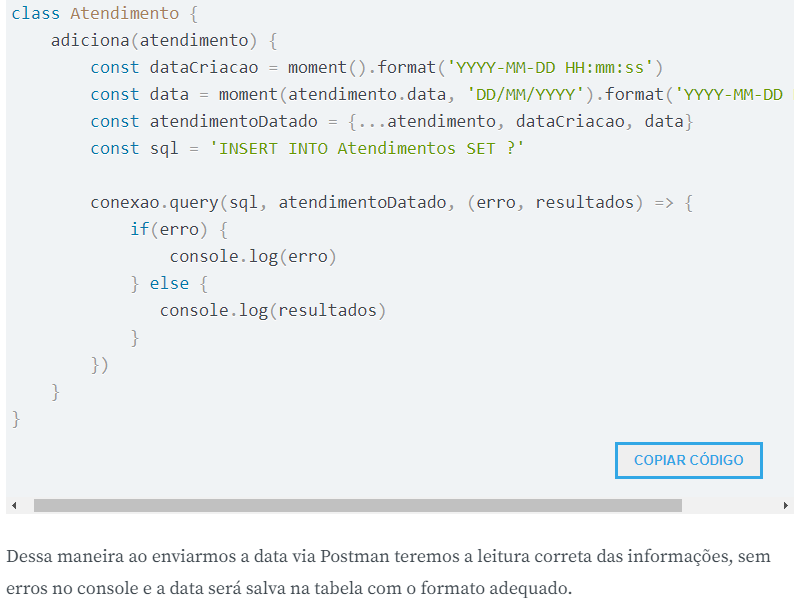 class Atendimento {
    adiciona(atendimento) {
        const dataCriacao = moment().format('YYYY-MM-DD HH:mm:ss')
        const data = moment(atendimento.data, 'DD/MM/YYYY').format('YYYY-MM-DD
        const atendimentoDatado = {...atendimento, dataCriacao, data}
        const sql = 'INSERT INTO Atendimentos SET ?'

        conexao.query(sql, atendimentoDatado, (erro, resultados) => {
            if(erro) {
                console.log(erro)
            } else {
               console.log(resultados)
            }
        })
    }
}
COPIAR CÓDIGO
Dessa maneira ao enviarmos a data via Postman teremos a leitura correta das informações, sem
erros no console e a data será salva na tabela com o formato adequado.